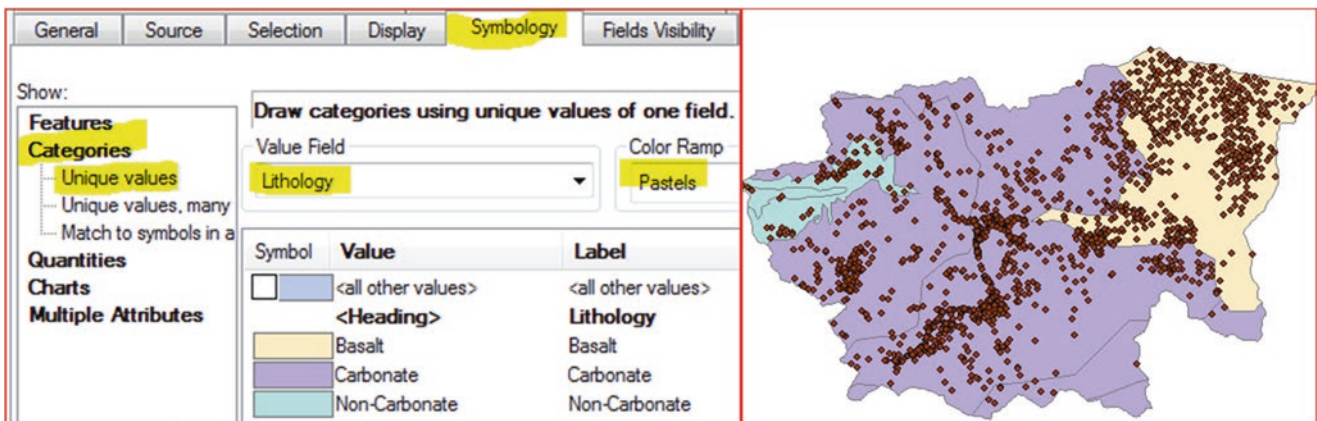 General Source Selection Display Symbology Fields Visibility
Show:
Features
Categories
Unique values
Unique values, many
Match to symbols in a
Quantities
Charts
Multiple Attributes
Draw categories using unique values of one field.
Value Field
Lithology
Color Ramp
Pastels
Symbol Value Label
<all other values> <all other values>
<Heading> Lithology
Basalt Basalt
Carbonate Carbonate
Non-Carbonate Non-Carbonate